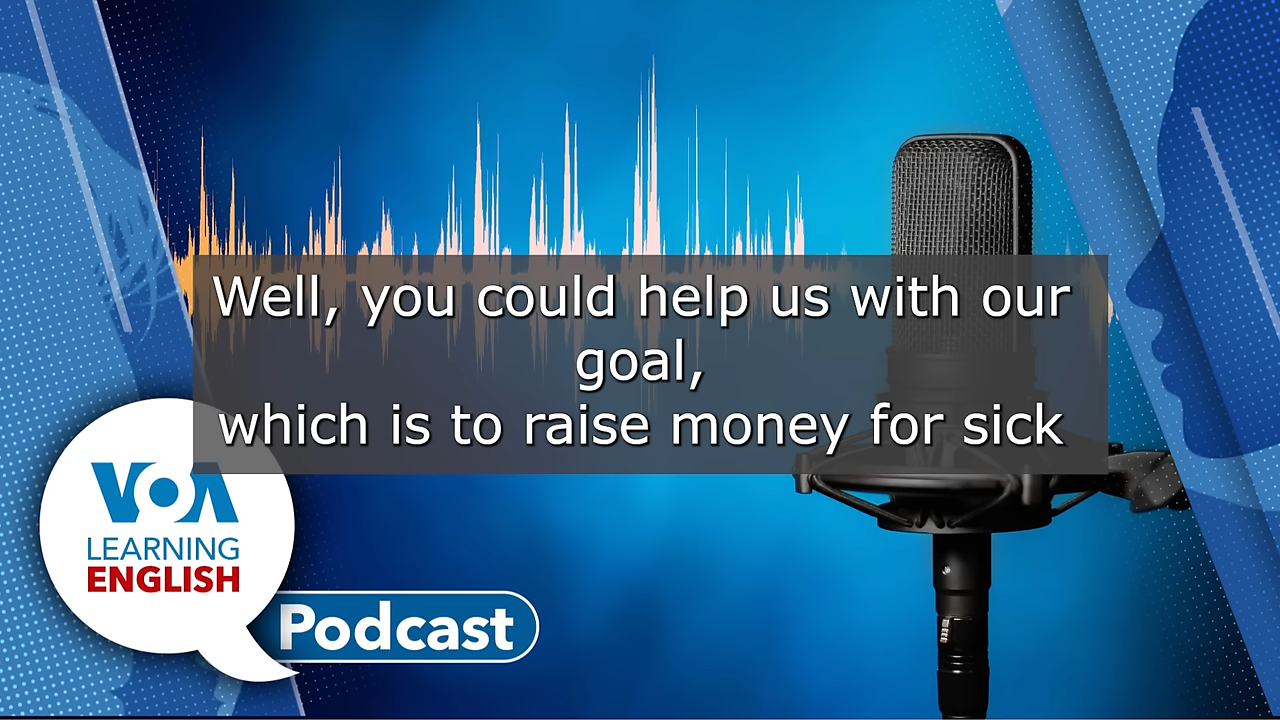 Well, you could help us with our
goal,
which is to raise money for sick
VOA
LEARNING
ENGLISH
Podcast